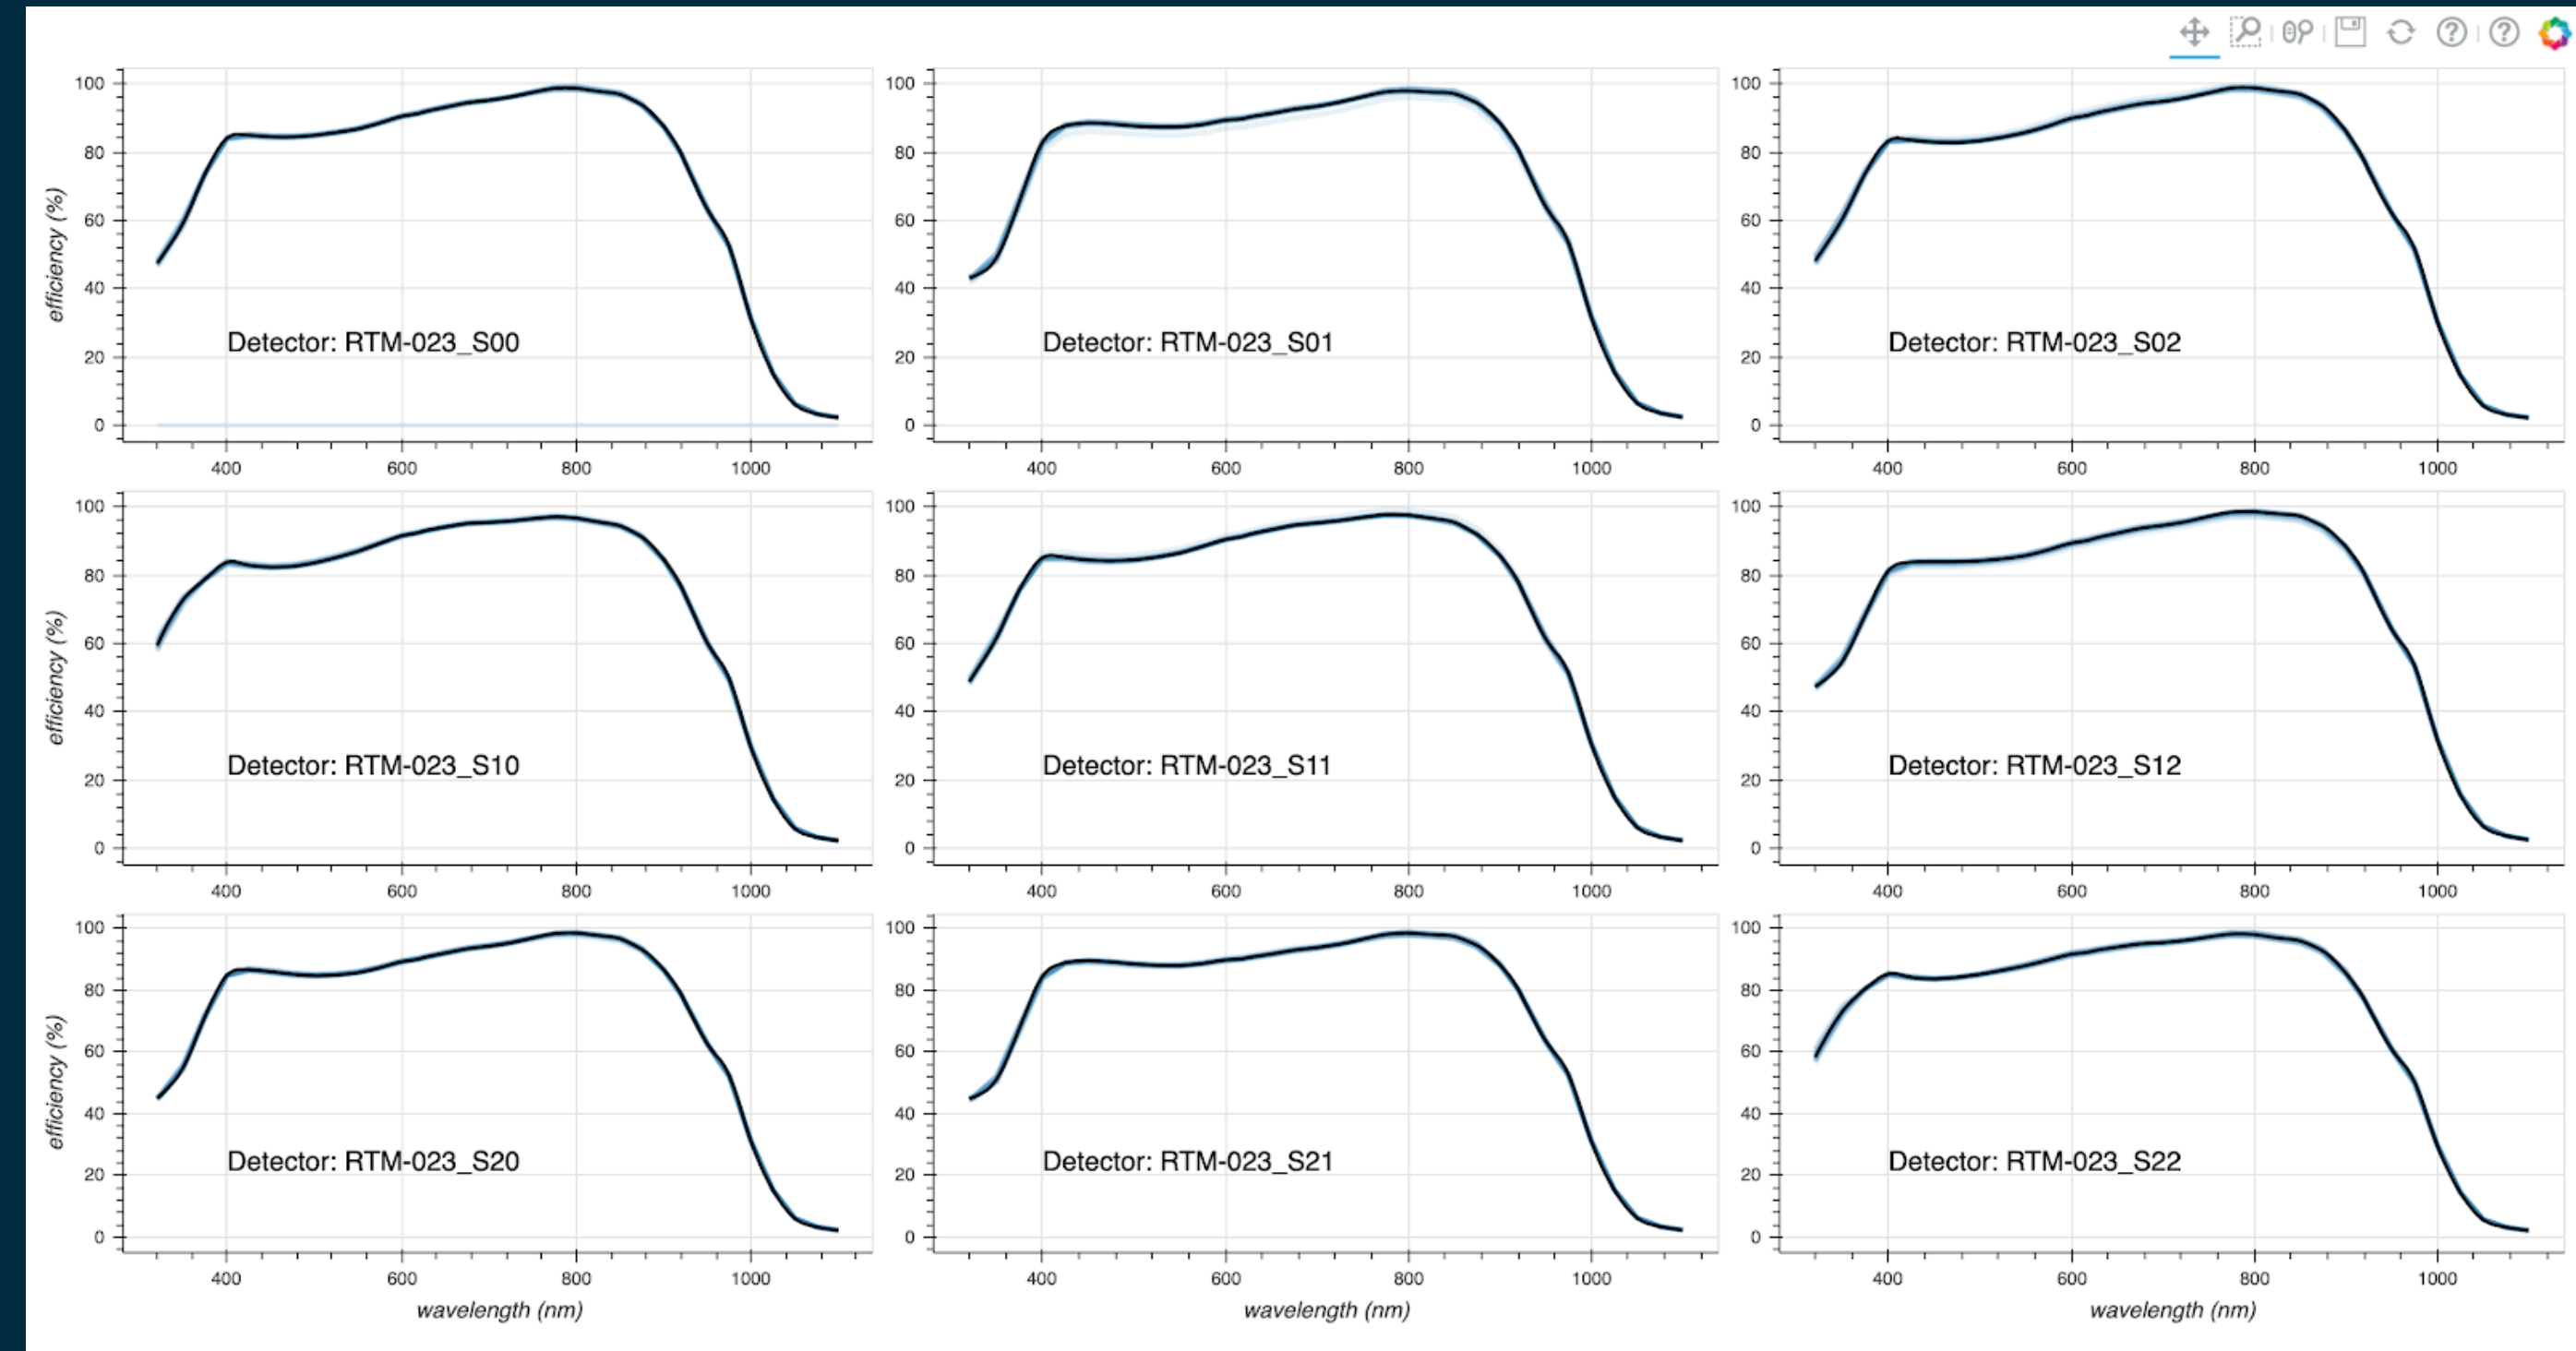 100
80
60
40
20
0
efficiency (%)
Detector: RTM-023_S00
400 600 800 1000
100
80
60
40
20
0
Detector: RTM-023_S01
400 600 800 1000
100
80
60
40
20
0
Detector: RTM-023_S02
400 600 800 1000
100
80
60
40
20
0
efficiency (%)
Detector: RTM-023_S10
400 600 800 1000
100
80
60
40
20
0
Detector: RTM-023_S11
400 600 800 1000
100
80
60
40
20
0
Detector: RTM-023_S12
400 600 800 1000
100
80
60
40
20
0
efficiency (%)
Detector: RTM-023_S20
400 600 800 1000
wavelength (nm)
100
80
60
40
20
0
Detector: RTM-023_S21
400 600 800 1000
wavelength (nm)
100
80
60
40
20
0
Detector: RTM-023_S22
400 600 800 1000
wavelength (nm)